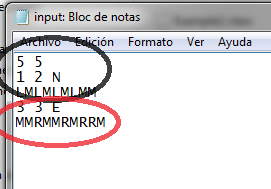 input: Bloc de notas
Archivo Edición Formato Ver Ayuda
5 5
1 2 N
LMLMLMLMM
3 3 E
MMRMMRMRRM